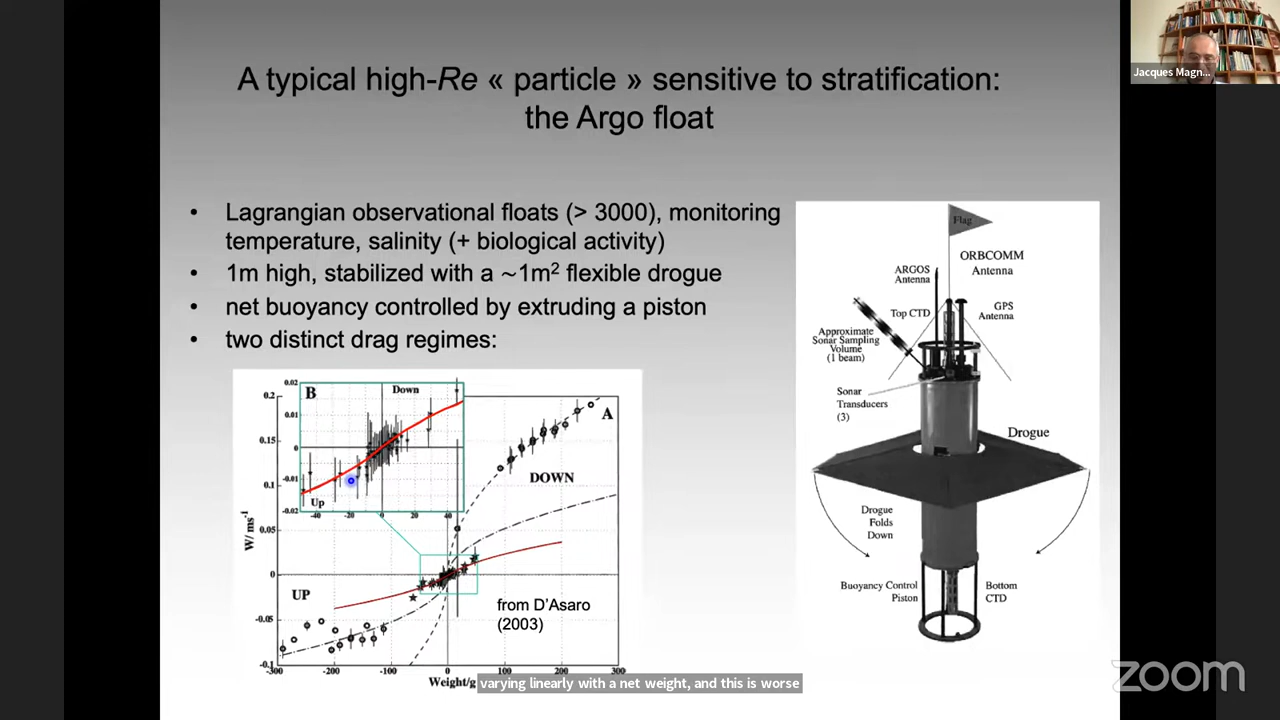 Jacques Magn...
A typical high-Re « particle » sensitive to stratification:
the Argo float
• Lagrangian observational floats (> 3000), monitoring
temperature, salinity (+ biological activity)
• 1m high, stabilized with a ~1m² flexible drogue
• net buoyancy controlled by extruding a piston
• two distinct drag regimes:
B
Down
Up
0.02
0.01
0
-0.01
-0.02
-40
-20
0
20
40
A
DOWN
UP
0.2
0.15
0.1
0.05
0
-0.05
-0.1
W/ ms⁻¹
-300
-200
-100
0
100
200
300
Weight/g
from D'Asaro
(2003)
Flag
ORBCOMM
Antenna
ARGOS
Antenna
Top CTD
GPS
Antenna
Approximate
Sonar Sampling
Volume
(1 beam)
Sonar
Transducers
(3)
Drogue
Drogue
Folds
Down
Buoyancy Control
Piston
Bottom
CTD
varying linearly with a net weight, and this is worse
zoom